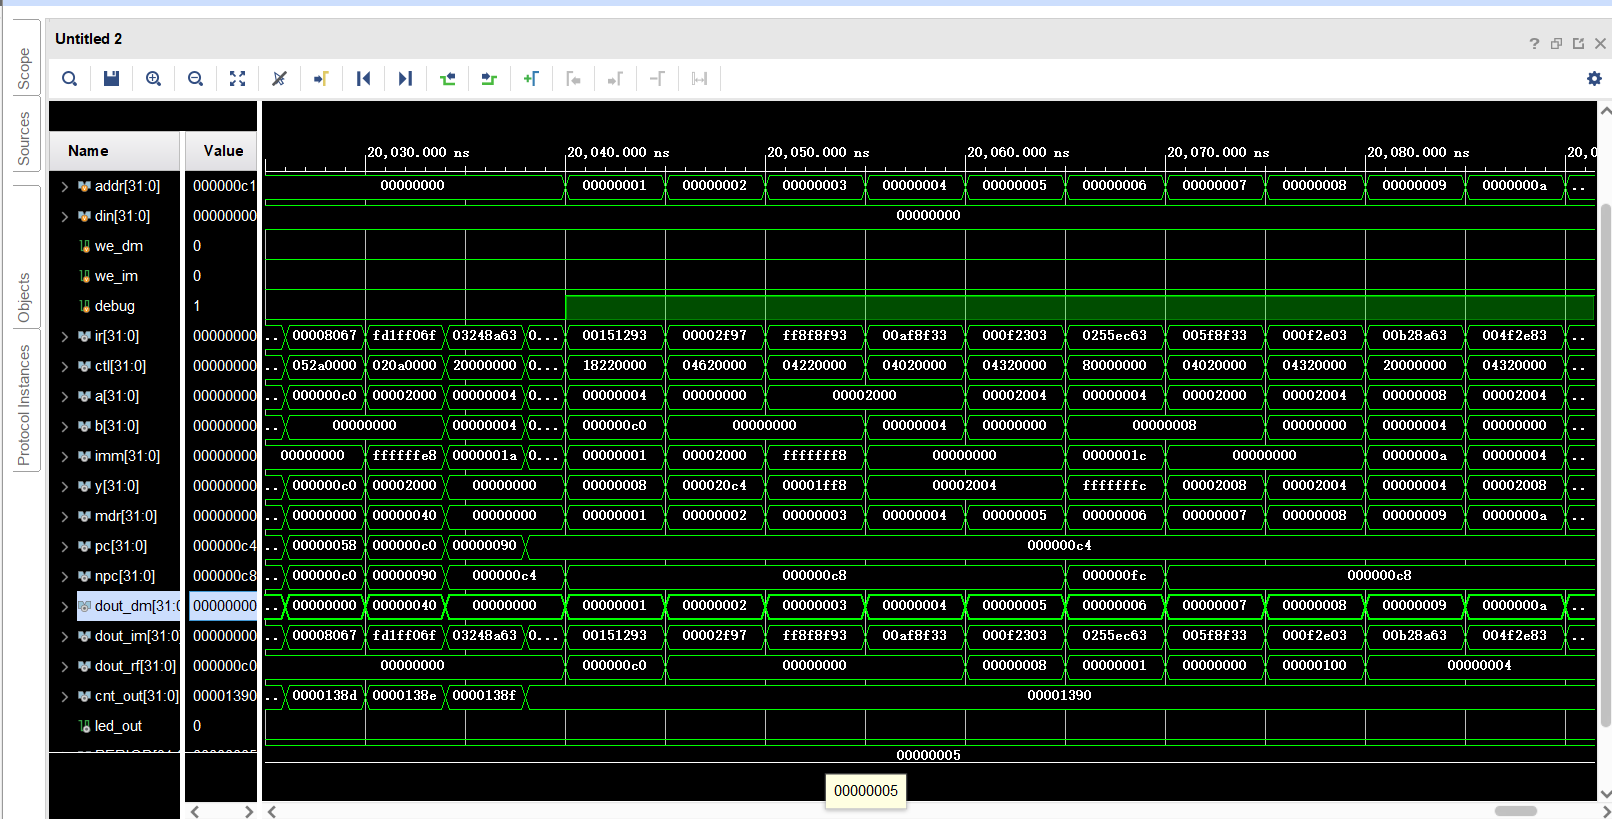 Untitled 2
Scope
Sources
Objects
Protocol Instances
Name Value
20,030.000 ns 20,040.000 ns 20,050.000 ns 20,060.000 ns 20,070.000 ns 20,080.000 ns 20,0
addr[31:0] 000000c1 00000000 00000001 00000002 00000003 00000004 00000005 00000006 00000007 00000008 00000009 0000000a ..
din[31:0] 00000000 00000000
we_dm 0
we_im 0
debug 1
ir[31:0] 00000000 .. 00008067 fd1ff06f 03248a63 0... 00151293 00002f97 ff8f8f93 00af8f33 000f2303 0255ec63 005f8f33 000f2e03 00b28a63 004f2e83 ..
ctl[31:0] 00000000 .. 052a0000 020a0000 20000000 0... 18220000 04620000 04220000 04020000 04320000 80000000 04020000 04320000 20000000 04320000 ..
a[31:0] 00000000 .. 000000c0 00002000 00000004 0... 00000004 00000000 00002000 00002004 00000004 00002000 00002004 00000008 00002004 ..
b[31:0] 00000000 .. 00000000 00000004 0... 000000c0 00000000 00000004 00000000 00000008 00000000 00000004 00000000 ..
imm[31:0] 00000000 00000000 ffffffe8 0000001a 0... 00000001 00002000 fffffff8 00000000 0000001c 00000000 0000000a 00000004 ..
y[31:0] 00000000 .. 000000c0 00002000 00000000 00000008 000020c4 00001ff8 00002004 fffffffc 00002008 00002004 00000004 00002008 ..
mdr[31:0] 00000000 .. 00000000 00000040 00000000 00000001 00000002 00000003 00000004 00000005 00000006 00000007 00000008 00000009 0000000a ..
pc[31:0] 000000c4 .. 00000058 000000c0 00000090 000000c4
npc[31:0] 000000c8 .. 000000c0 00000090 000000c4 000000c8 000000fc 000000c8
dout_dm[31:0 00000000 .. 00000000 00000040 00000000 00000001 00000002 00000003 00000004 00000005 00000006 00000007 00000008 00000009 0000000a ..
dout_im[31:0] 00000000 .. 00008067 fd1ff06f 03248a63 0... 00151293 00002f97 ff8f8f93 00af8f33 000f2303 0255ec63 005f8f33 000f2e03 00b28a63 004f2e83 ..
dout_rf[31:0] 000000c0 00000000 000000c0 00000000 00000008 00000001 00000000 00000100 00000004
cnt_out[31:0] 00001390 .. 0000138d 0000138e 0000138f 00001390
led_out 0
00000005
00000005